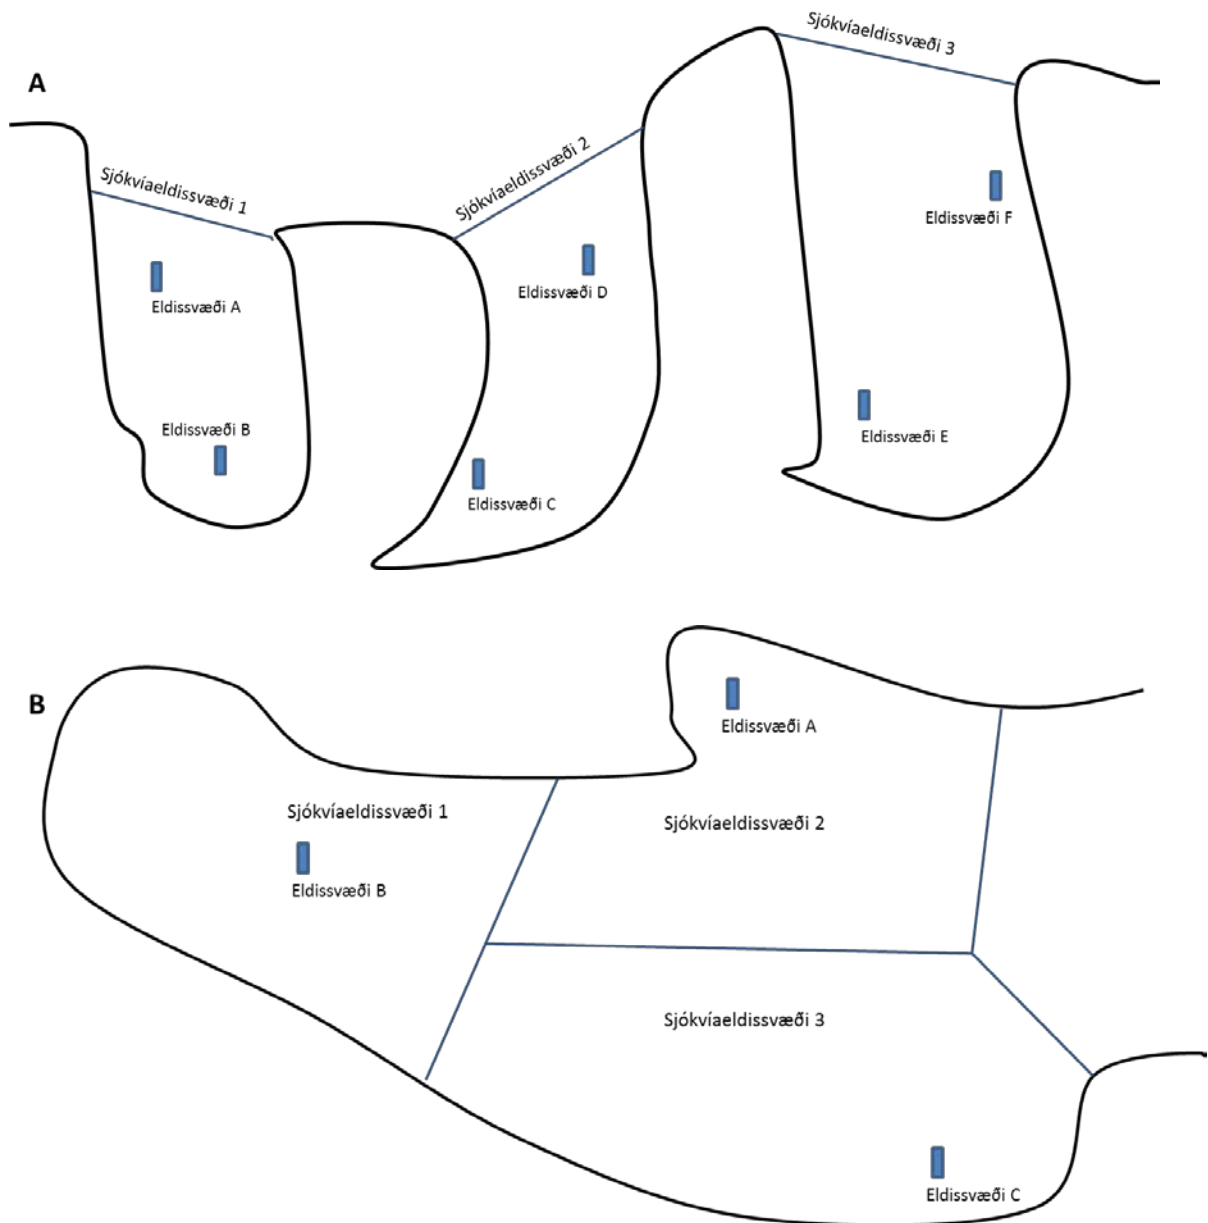 A
Sjókvíaeldissvæði 1
Sjókvíaeldissvæði 2
Sjókvíaeldissvæði 3
Eldissvæði A
Eldissvæði B
Eldissvæði D
Eldissvæði C
Eldissvæði F
Eldissvæði E
B
Eldissvæði A
Sjókvíaeldissvæði 1
Sjókvíaeldissvæði 2
Eldissvæði B
Sjókvíaeldissvæði 3
Eldissvæði C